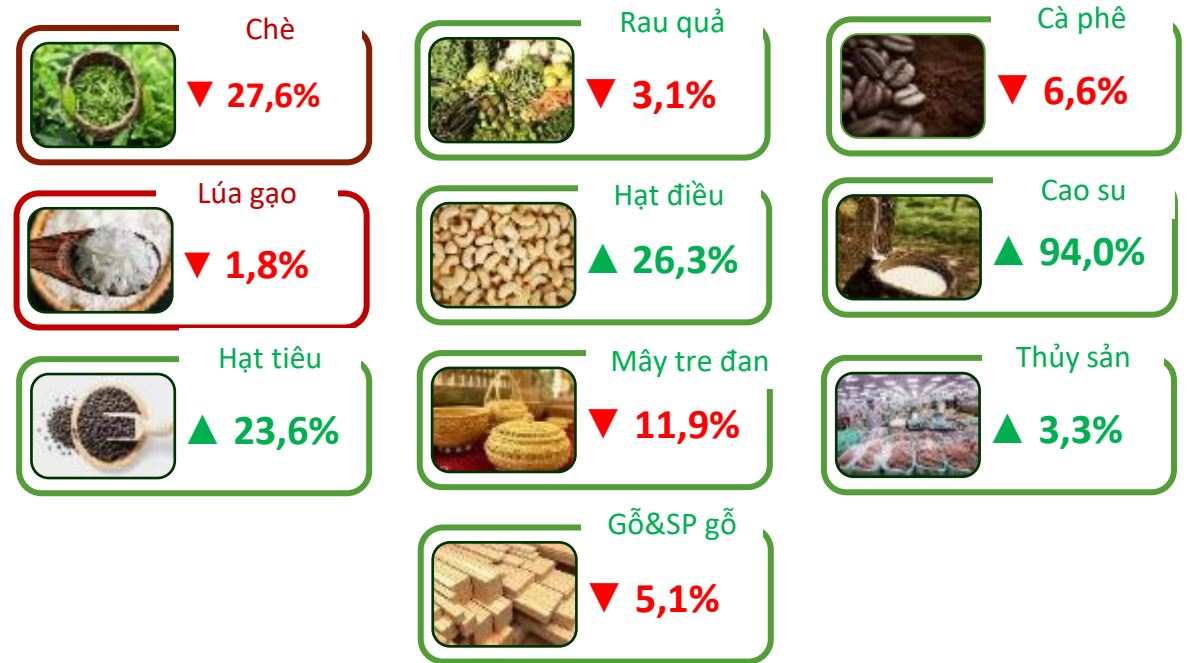 Chè
▼ 27,6%
Rau quả
▼ 3,1%
Cà phê
▼ 6,6%
Lúa gạo
▼ 1,8%
Hạt điều
▲ 26,3%
Cao su
▲ 94,0%
Hạt tiêu
▲ 23,6%
Mây tre đan
▼ 11,9%
Thủy sản
▲ 3,3%
Gỗ&SP gỗ
▼ 5,1%